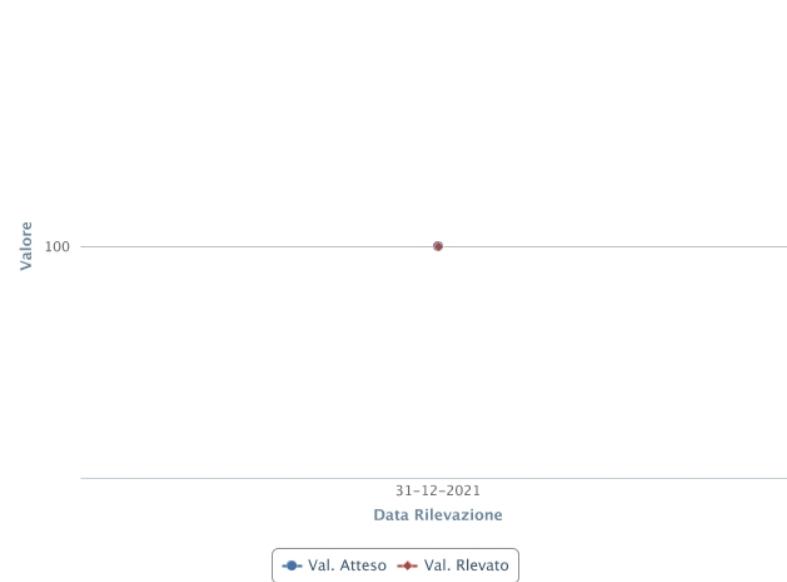 Valore
100
31-12-2021
Data Rilevazione
Val. Atteso
Val. Rlevato